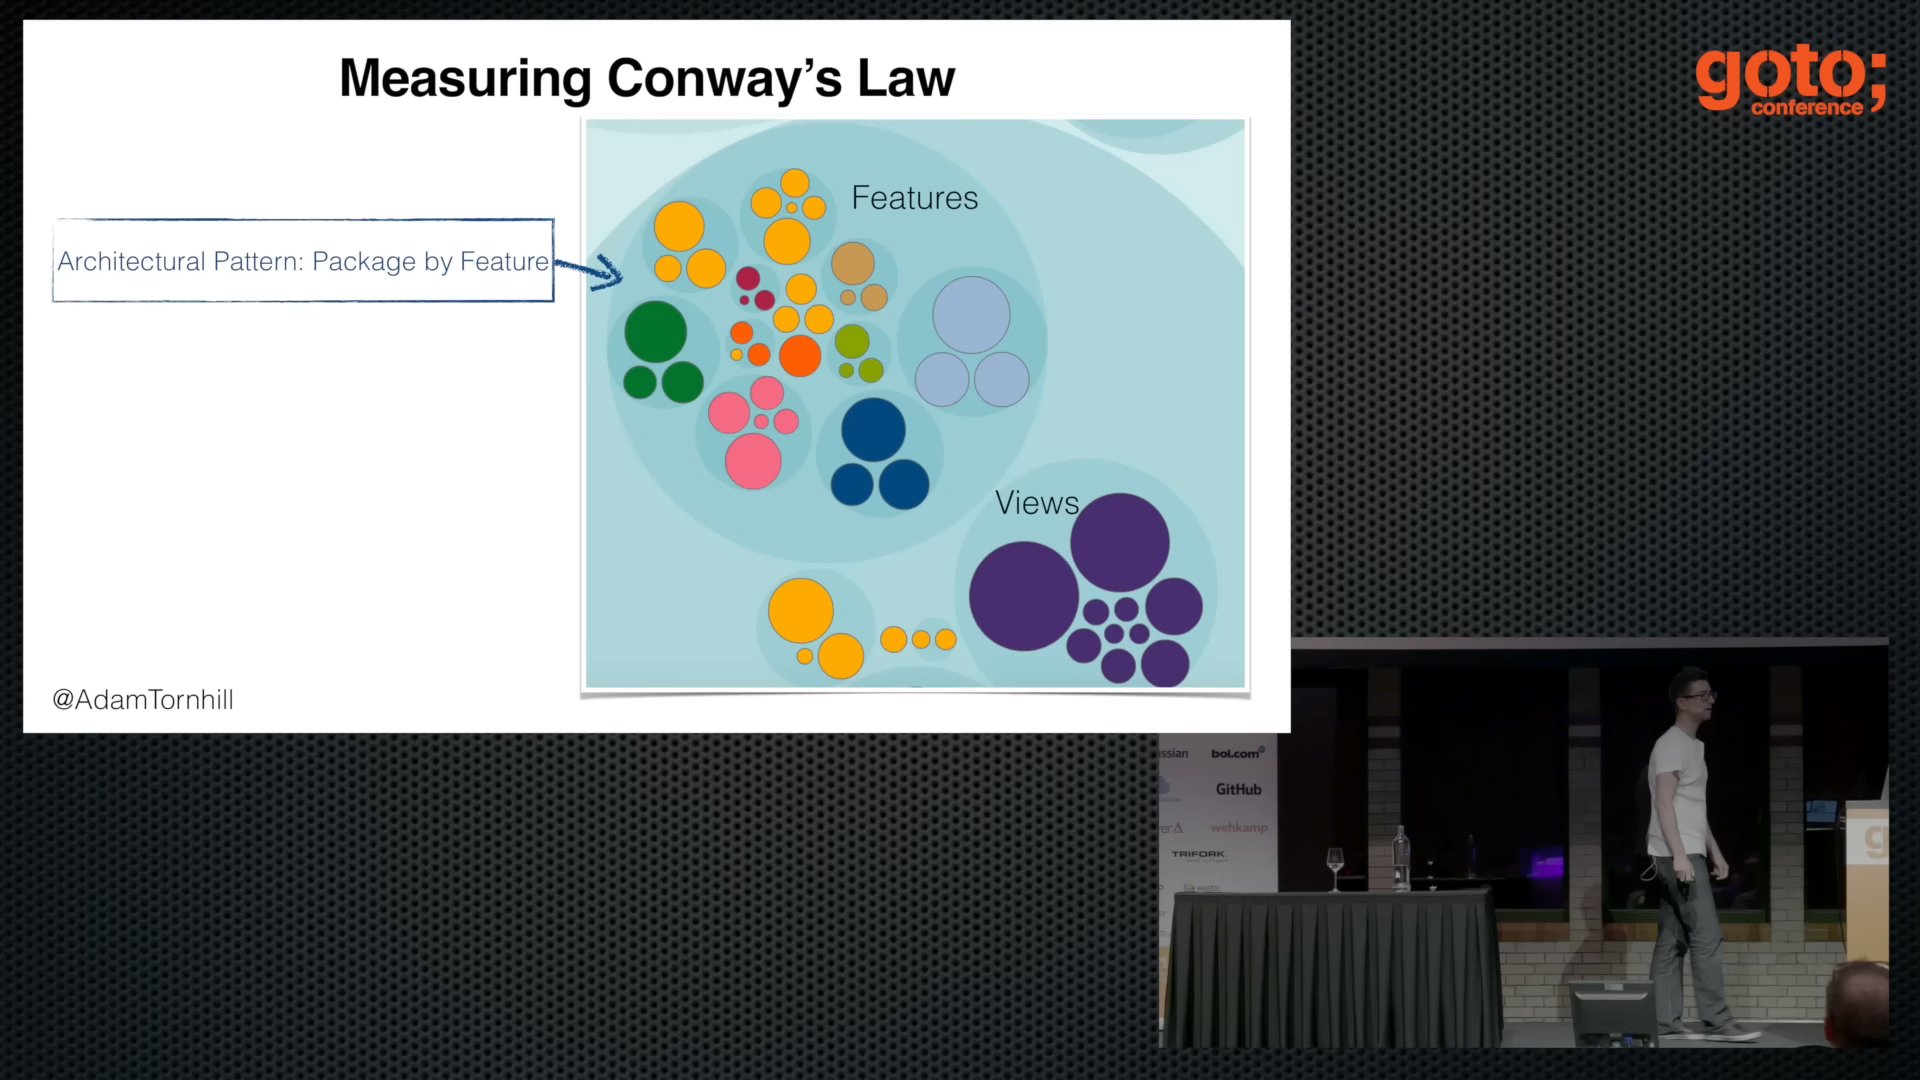 Measuring Conway's Law
Features
Architectural Pattern: Package by Feature
Views
@AdamTornhill
goto;
conference
bol.com
GitHub
wehkamp
TRIFORK